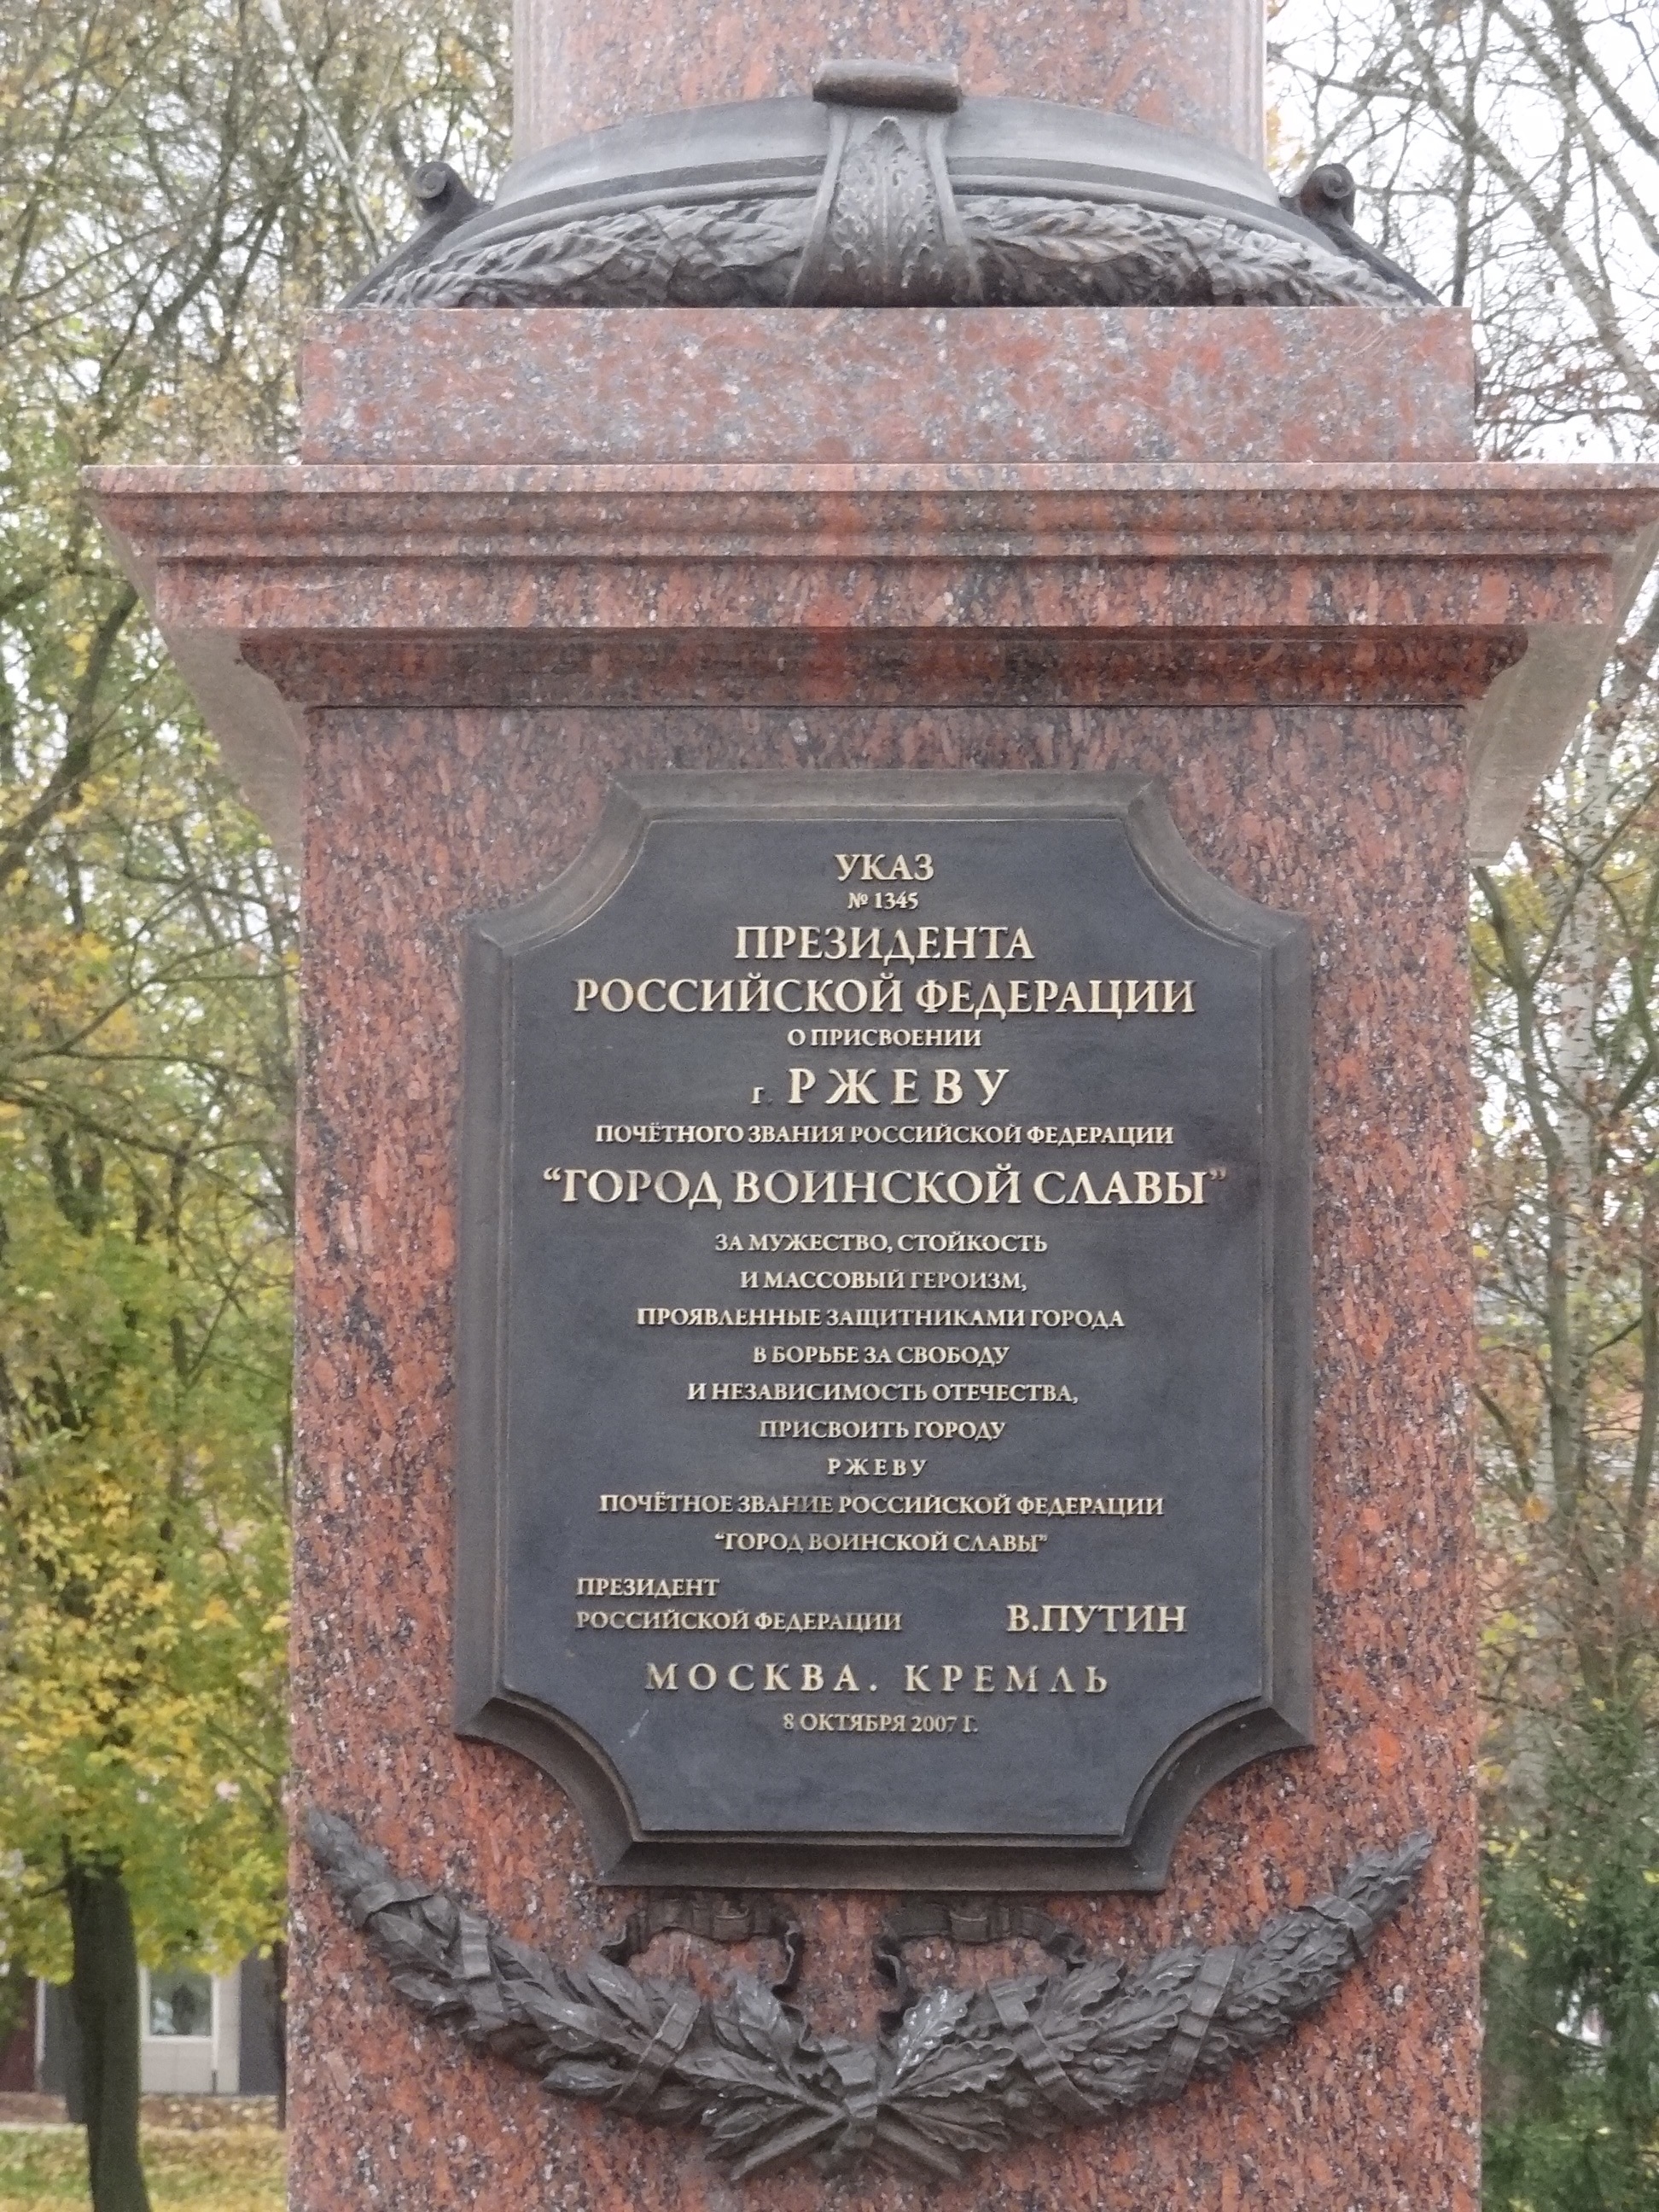 УКАЗ
№ 1345
ПРЕЗИДЕНТА
РОССИЙСКОЙ ФЕДЕРАЦИИ
О ПРИСВОЕНИИ
г. РЖЕВУ
ПОЧЁТНОГО ЗВАНИЯ РОССИЙСКОЙ ФЕДЕРАЦИИ
“ГОРОД ВОИНСКОЙ СЛАВЫ”
ЗА МУЖЕСТВО, СТОЙКОСТЬ
И МАССОВЫЙ ГЕРОИЗМ,
ПРОЯВЛЕННЫЕ ЗАЩИТНИКАМИ ГОРОДА
В БОРЬБЕ ЗА СВОБОДУ
И НЕЗАВИСИМОСТЬ ОТЕЧЕСТВА,
ПРИСВОИТЬ ГОРОДУ
РЖЕВУ
ПОЧЁТНОЕ ЗВАНИЕ РОССИЙСКОЙ ФЕДЕРАЦИИ
“ГОРОД ВОИНСКОЙ СЛАВЫ”
ПРЕЗИДЕНТ
РОССИЙСКОЙ ФЕДЕРАЦИИ В.ПУТИН
МОСКВА. КРЕМЛЬ
8 ОКТЯБРЯ 2007 Г.